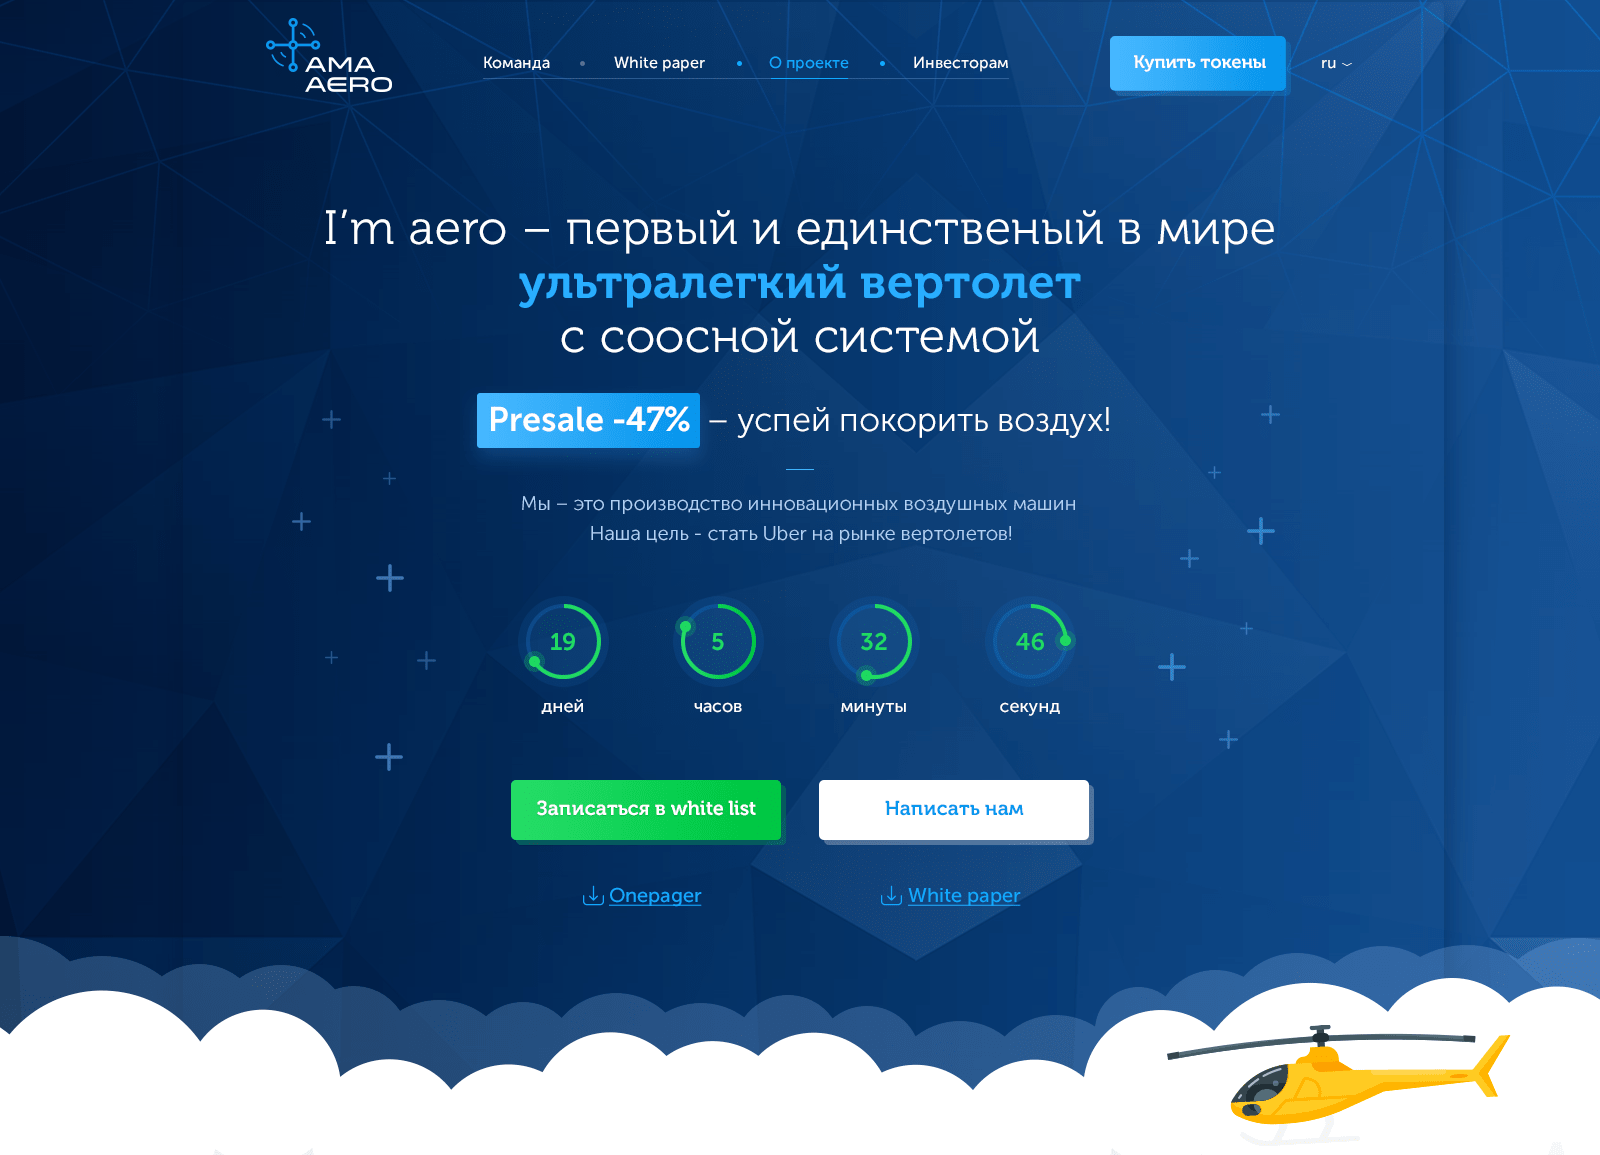 AMA
AERO
Команда
White paper
О проекте
Инвесторам
Купить токены
ru
I’m aero – первый и единственый в мире
ультралегкий вертолет
с соосной системой
Presale -47% – успей покорить воздух!
Мы – это производство инновационных воздушных машин
Наша цель - стать Uber на рынке вертолетов!
19
5
32
46
дней
часов
минуты
секунд
Записаться в white list
Написать нам
Onepager
White paper